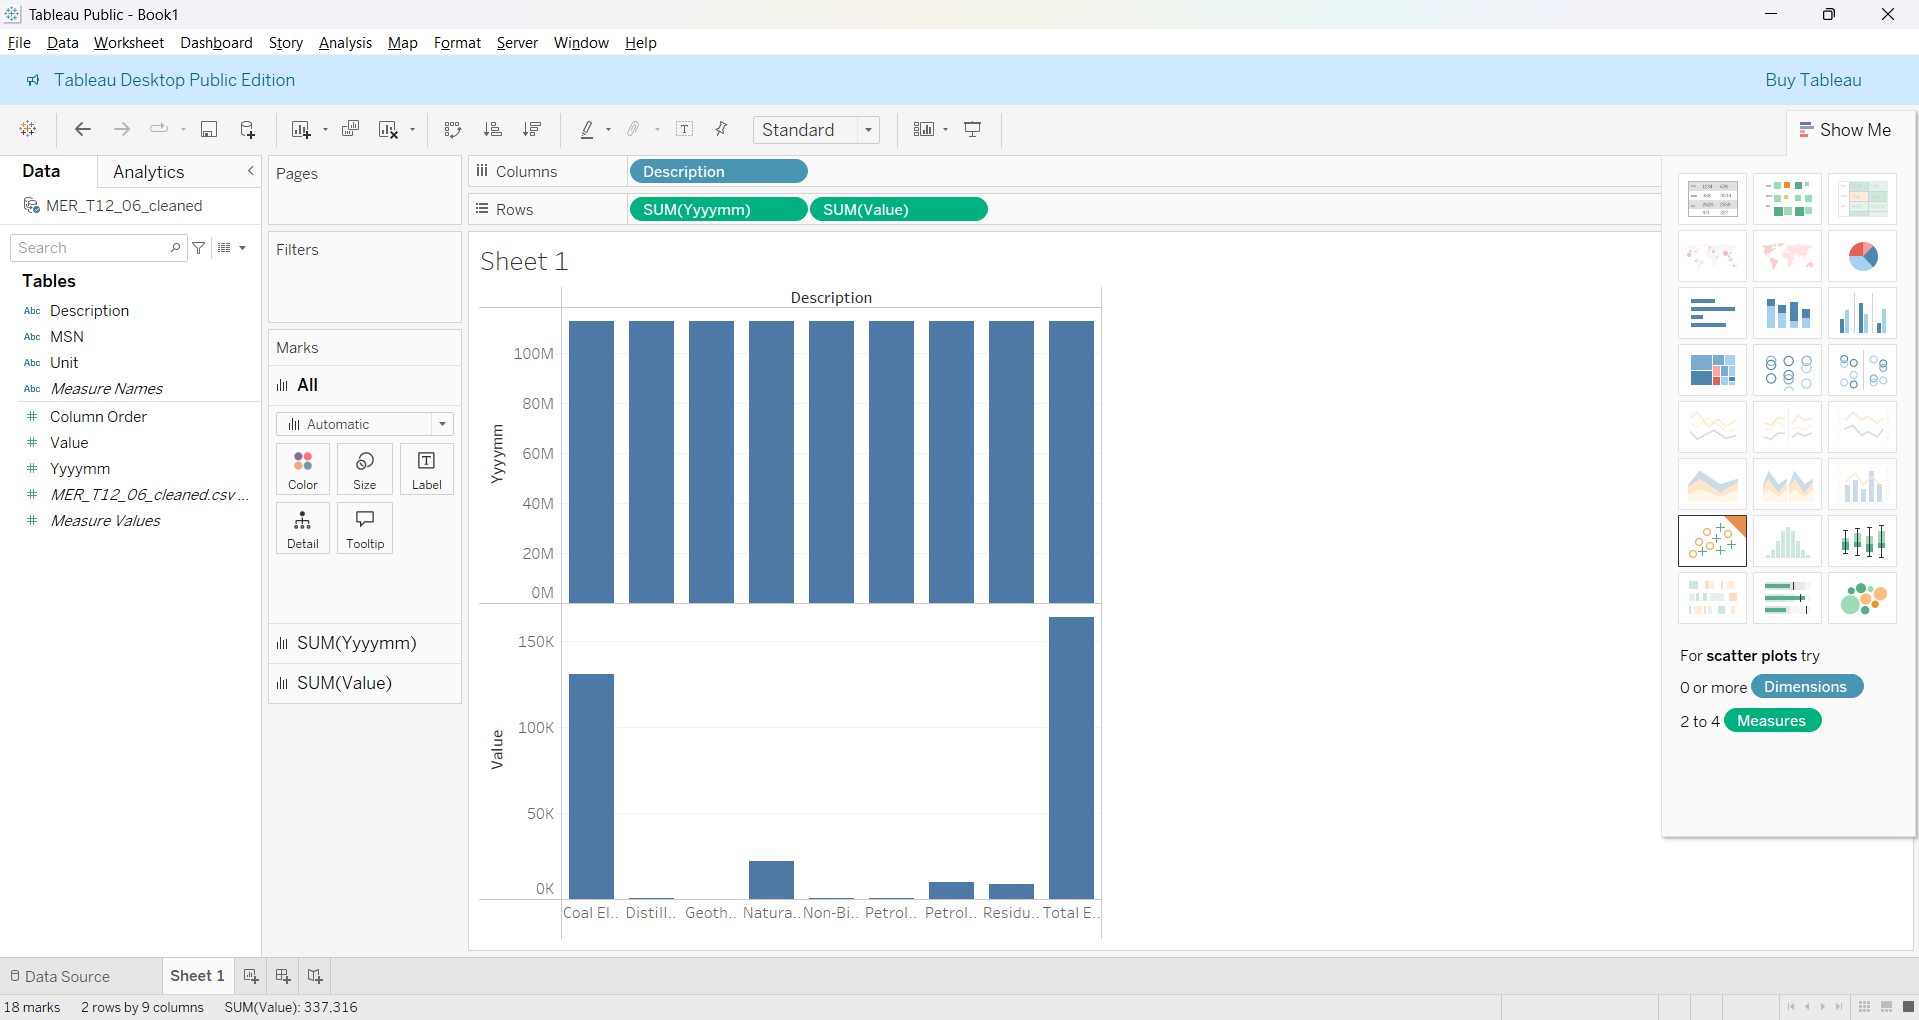 Tableau Public - Book1
File Data Worksheet Dashboard Story Analysis Map Format Server Window Help
Tableau Desktop Public Edition
Buy Tableau
Standard
Show Me
Data
Analytics
MER_T12_06_cleaned
Search
Tables
Abc Description
Abc MSN
Abc Unit
Abc Measure Names
# Column Order
# Value
# Yyyymm
# MER_T12_06_cleaned.csv ...
# Measure Values
Pages
Filters
Marks
All
Automatic
Color Size Label
Detail Tooltip
SUM(Yyyymm)
SUM(Value)
Columns Description
Rows SUM(Yyyymm) SUM(Value)
Sheet 1
Description
Yyyymm
100M
80M
60M
40M
20M
0M
Value
150K
100K
50K
0K
Coal El.. Distill.. Geoth.. Natura.. Non-Bi.. Petrol.. Petrol.. Residu.. Total E..
For scatter plots try
0 or more Dimensions
2 to 4 Measures
Data Source
Sheet 1
18 marks 2 rows by 9 columns SUM(Value): 337,316